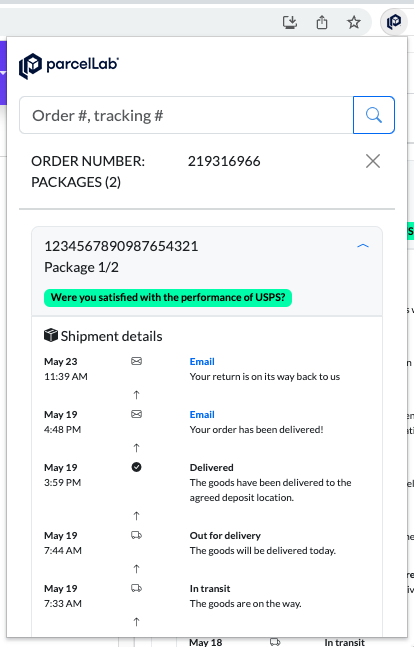 parcelLab
Order #, tracking #
ORDER NUMBER: 219316966
PACKAGES (2)
1234567890987654321
Package 1/2
Were you satisfied with the performance of USPS?
Shipment details
May 23 Email
11:39 AM Your return is on its way back to us
May 19 Email
4:48 PM Your order has been delivered!
May 19 Delivered
3:59 PM The goods have been delivered to the
agreed deposit location.
May 19 Out for delivery
7:44 AM The goods will be delivered today.
May 19 In transit
7:33 AM The goods are on the way.
May 18 In transit